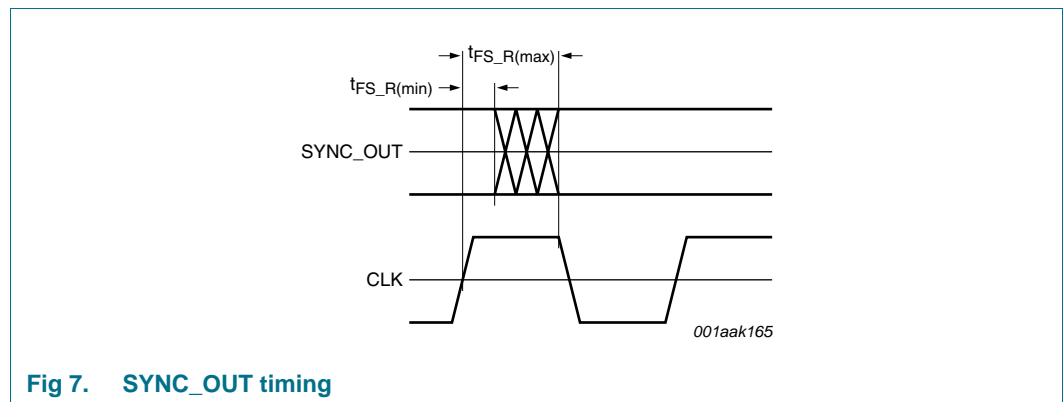 tFS_R(max)
tFS_R(min)
SYNC_OUT
CLK
001aak165
Fig 7. SYNC_OUT timing